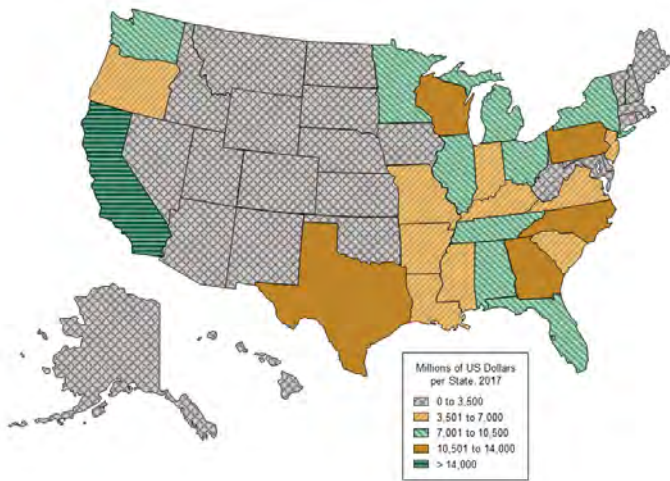 Millions of US Dollars
per State, 2017
0 to 3,500
3,501 to 7,000
7,001 to 10,500
10,501 to 14,000
> 14,000